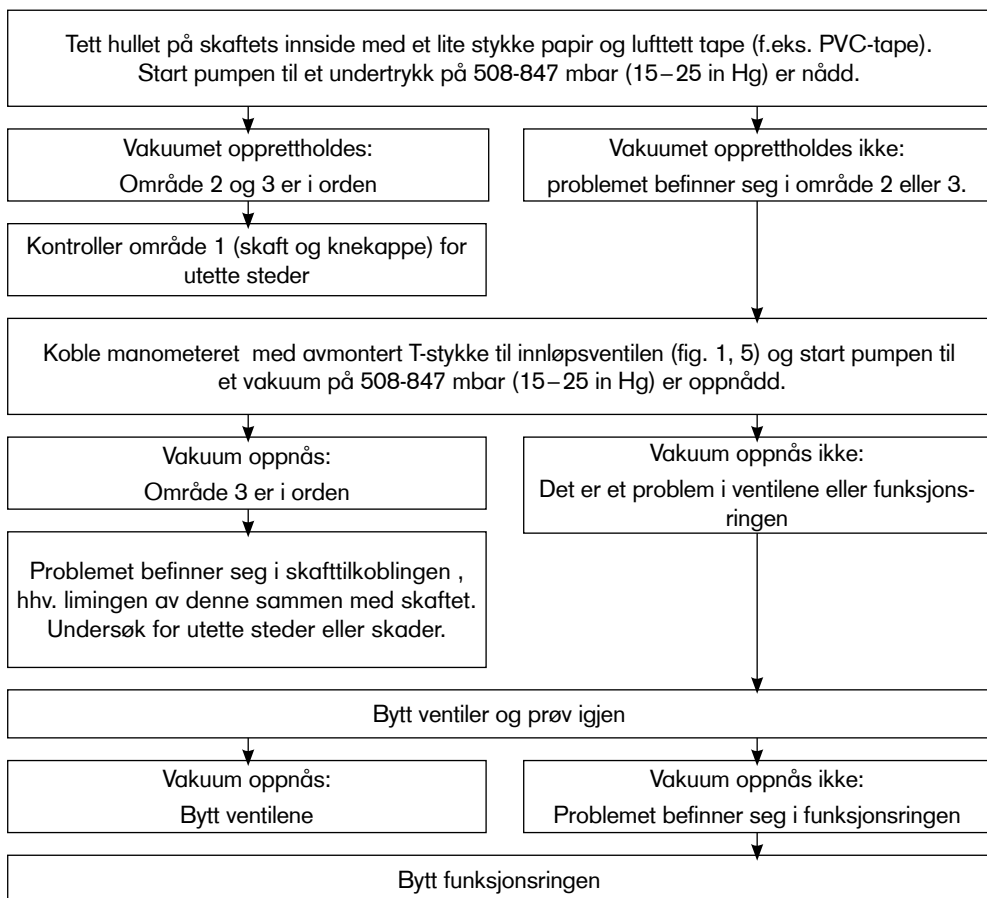 Tett hullet på skaftets innside med et lite stykke papir og lufttett tape (f.eks. PVC-tape).
Start pumpen til et undertrykk på 508-847 mbar (15–25 in Hg) er nådd.
Vakuumet opprettholdes:
Område 2 og 3 er i orden
Vakuumet opprettholdes ikke:
problemet befinner seg i område 2 eller 3.
Kontroller område 1 (skaft og knekappe) for
utette steder
Koble manometeret med avmontert T-stykke til innløpsventilen (fig. 1, 5) og start pumpen til
et vakuum på 508-847 mbar (15–25 in Hg) er oppnådd.
Vakuum oppnås:
Område 3 er i orden
Vakuum oppnås ikke:
Det er et problem i ventilene eller funksjons-
ringen
Problemet befinner seg i skafttilkoblingen ,
hhv. limingen av denne sammen med skaftet.
Undersøk for utette steder eller skader.
Bytt ventiler og prøv igjen
Vakuum oppnås:
Bytt ventilene
Vakuum oppnås ikke:
Problemet befinner seg i funksjonsringen
Bytt funksjonsringen